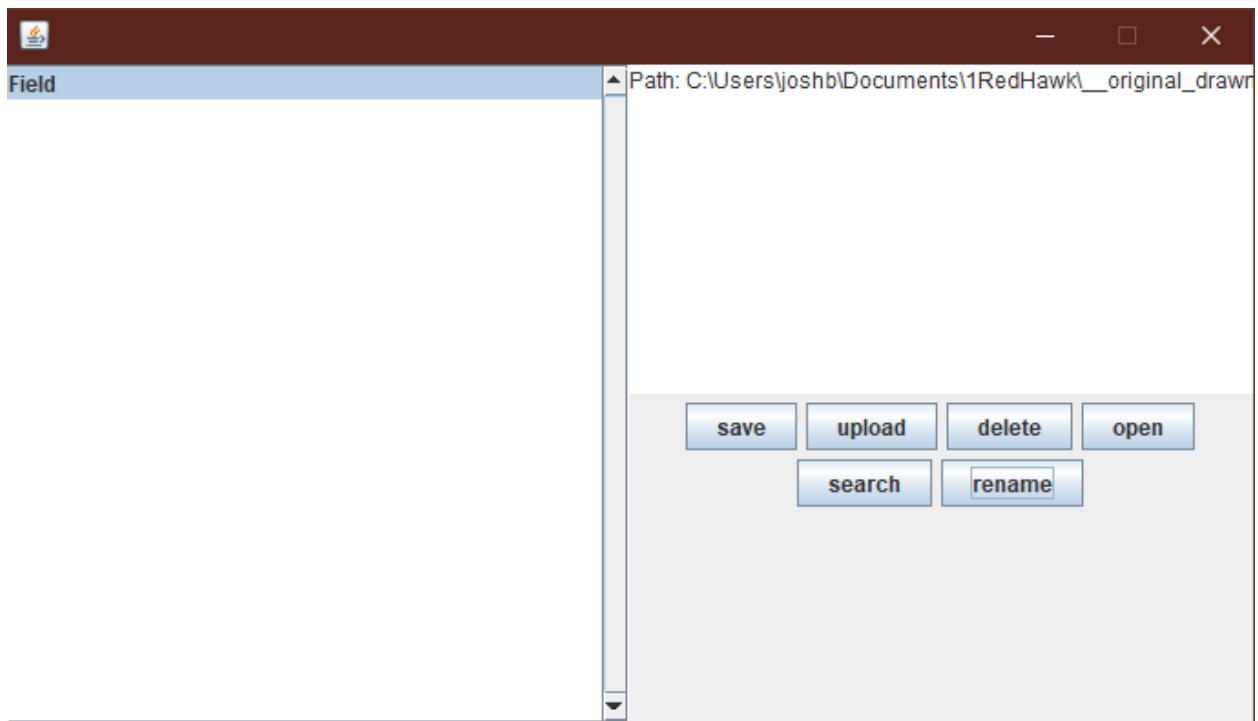 Field
Path: C:\Users\joshb\Documents\1RedHawk\__original_drawn
save upload delete open
search rename